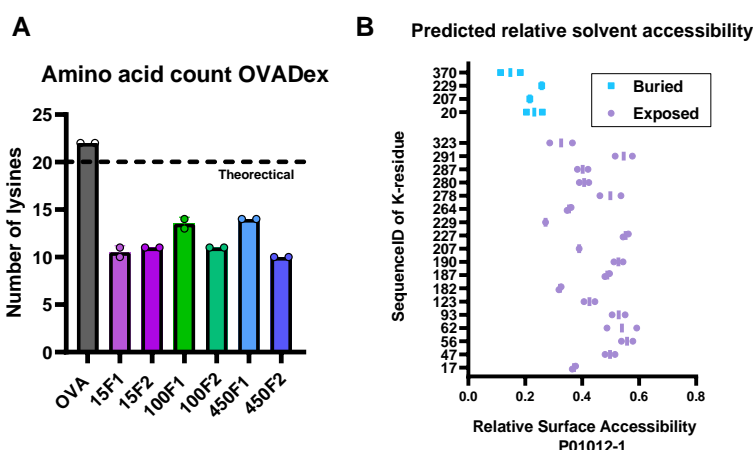 A
Amino acid count OVADex
Number of lysines
25
20
15
10
5
0
Theorectical
OVA
15F1
15F2
100F1
100F2
450F1
450F2
B
Predicted relative solvent accessibility
SequenceID of K-residue
370
229
207
20
323
291
287
280
278
264
229
227
207
190
187
182
123
93
62
56
47
17
Buried
Exposed
0.0
0.2
0.4
0.6
0.8
Relative Surface Accessibility
P01012-1